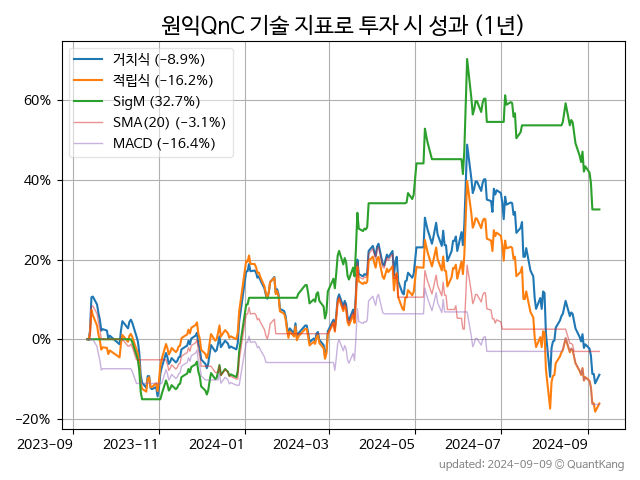 원익QnC 기술 지표로 투자 시 성과 (1년)
거치식 (−8.9%)
적립식 (−16.2%)
SigM (32.7%)
SMA(20) (−3.1%)
MACD (−16.4%)
60%
40%
20%
0%
−20%
2023-09 2023-11 2024-01 2024-03 2024-05 2024-07 2024-09
updated: 2024-09-09 © QuantKang